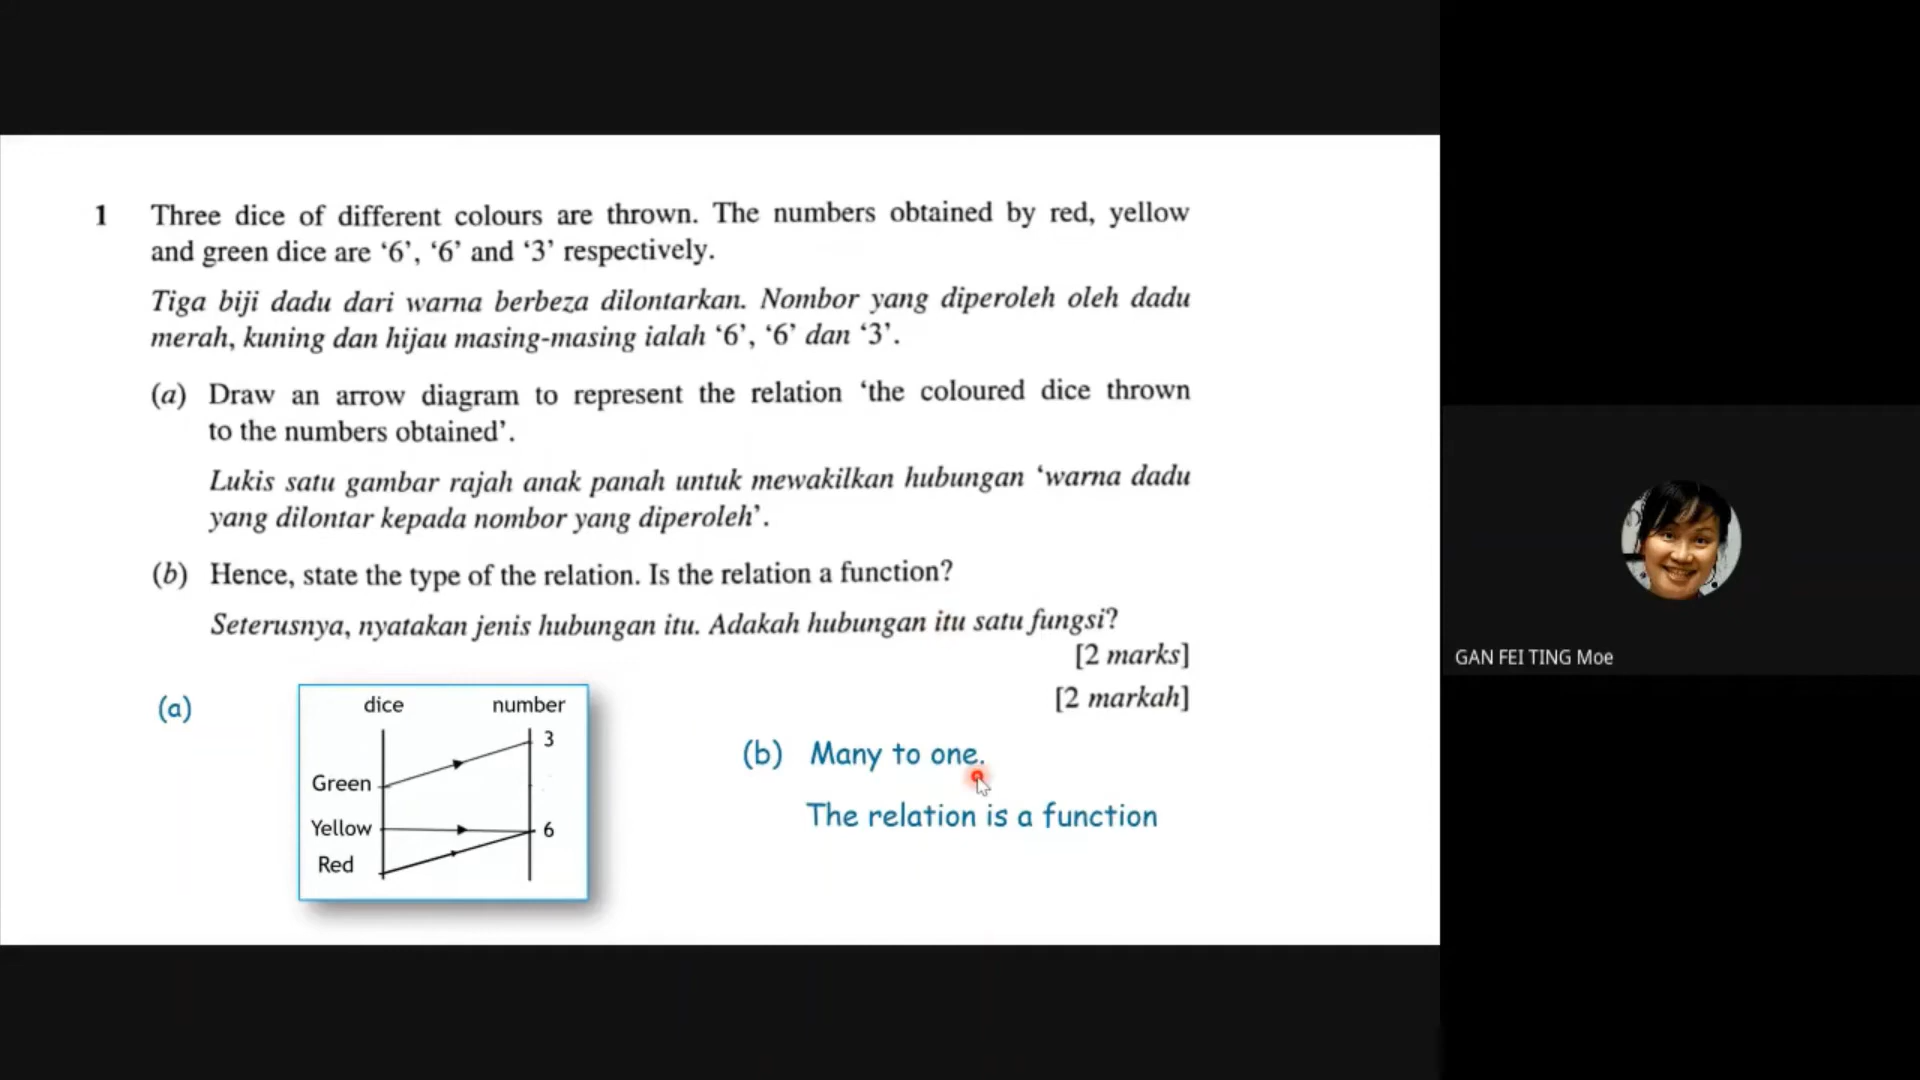 1 Three dice of different colours are thrown. The numbers obtained by red, yellow
and green dice are ‘6’, ‘6’ and ‘3’ respectively.
Tiga biji dadu dari warna berbeza dilontarkan. Nombor yang diperoleh oleh dadu
merah, kuning dan hijau masing-masing ialah ‘6’, ‘6’ dan ‘3’.
(a) Draw an arrow diagram to represent the relation ‘the coloured dice thrown
to the numbers obtained’.
Lukis satu gambar rajah anak panah untuk mewakilkan hubungan ‘warna dadu
yang dilontar kepada nombor yang diperoleh’.
(b) Hence, state the type of the relation. Is the relation a function?
Seterusnya, nyatakan jenis hubungan itu. Adakah hubungan itu satu fungsi?
[2 marks]
[2 markah]
(a)
dice number
3
Green
Yellow 6
Red
(b) Many to one.
The relation is a function
GAN FEI TING Moe